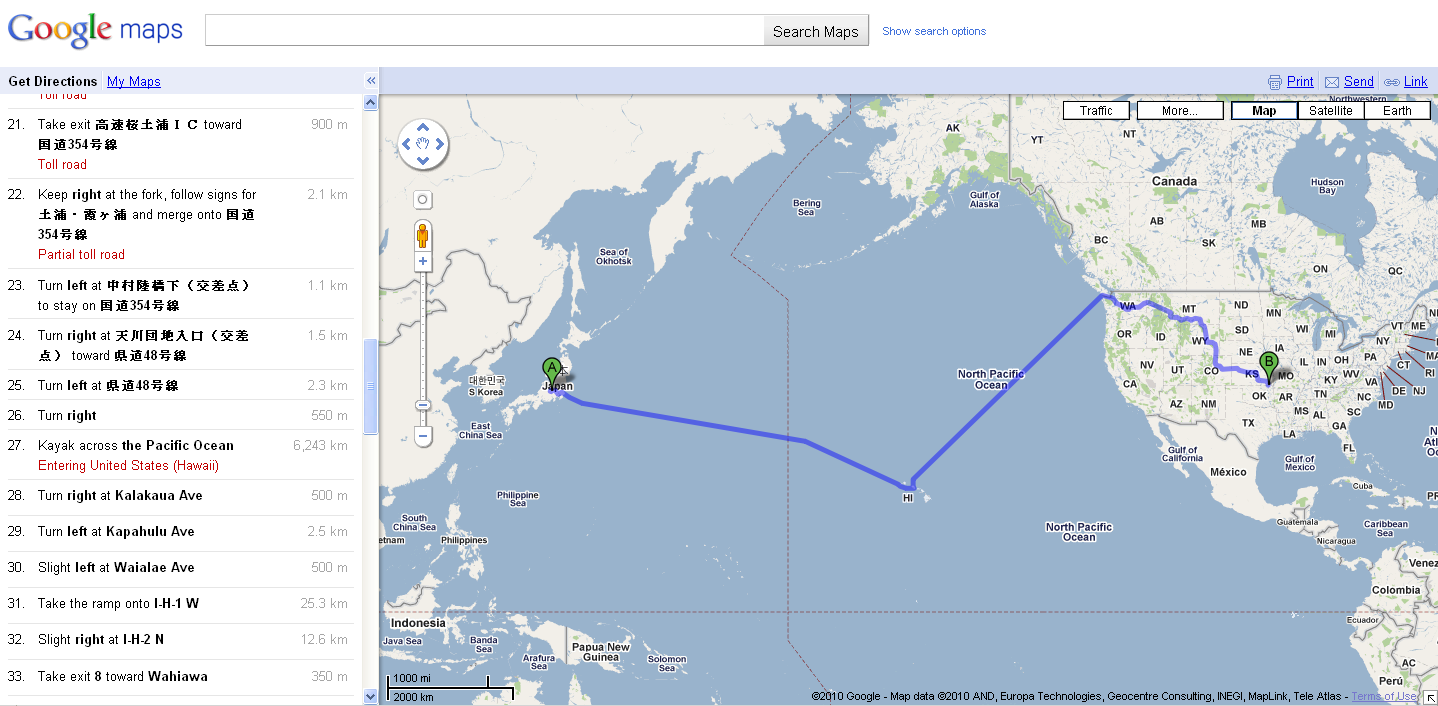 Google maps
Search Maps
Show search options
Get Directions
My Maps
«
Print
Send
Link
Toll road
21. Take exit 高速桜土浦ＩＣ toward 900 m
国道354号線
Toll road
22. Keep right at the fork, follow signs for 2.1 km
土浦・霞ヶ浦 and merge onto 国道
354号線
Partial toll road
23. Turn left at 中村陸橋下（交差点） 1.1 km
to stay on 国道354号線
24. Turn right at 天川団地入口（交差 1.5 km
点） toward 県道48号線
25. Turn left at 県道48号線 2.3 km
26. Turn right 550 m
27. Kayak across the Pacific Ocean 6,243 km
Entering United States (Hawaii)
28. Turn right at Kalakaua Ave 500 m
29. Turn left at Kapahulu Ave 2.5 km
30. Slight left at Waialae Ave 500 m
31. Take the ramp onto I-H-1 W 25.3 km
32. Slight right at I-H-2 N 12.6 km
33. Take exit 8 toward Wahiawa 350 m
Traffic
More...
Map
Satellite
Earth
Northwestern
AK
YT
NT
Gulf of
Alaska
Canada
Hudson
Bay
Bering
Sea
AB
MB
BC
SK
Sea of
Okhotsk
ON
QC
WA
MT
ND
MN
OR
ID
SD
WI
MI
VT
ME
NY
NH
WY
IA
NE
IL
IN
OH
PA
MA
CT
RI
NV
UT
CO
KS
MO
KY
WV
VA
DE
NJ
MD
CA
AZ
NM
OK
AR
TN
NC
SC
MS
AL
GA
TX
LA
FL
A
B
Japan
대한민국
S Korea
East
China Sea
North Pacific
Ocean
HI
Philippine
Sea
South
China Sea
etnam
Philippines
North Pacific
Ocean
Gulf of
California
Gulf of
Mexico
México
Cuba
PR
Guatemala
Caribbean
Sea
Nicaragua
Venez
Colombia
Ecuador
AC
Perú
Indonesia
Java Sea
Banda
Sea
Arafura
Sea
Papua New
Guinea
Solomon
Sea
1000 mi
2000 km
©2010 Google - Map data ©2010 AND, Europa Technologies, Geocentre Consulting, INEGI, MapLink, Tele Atlas - Terms of Use